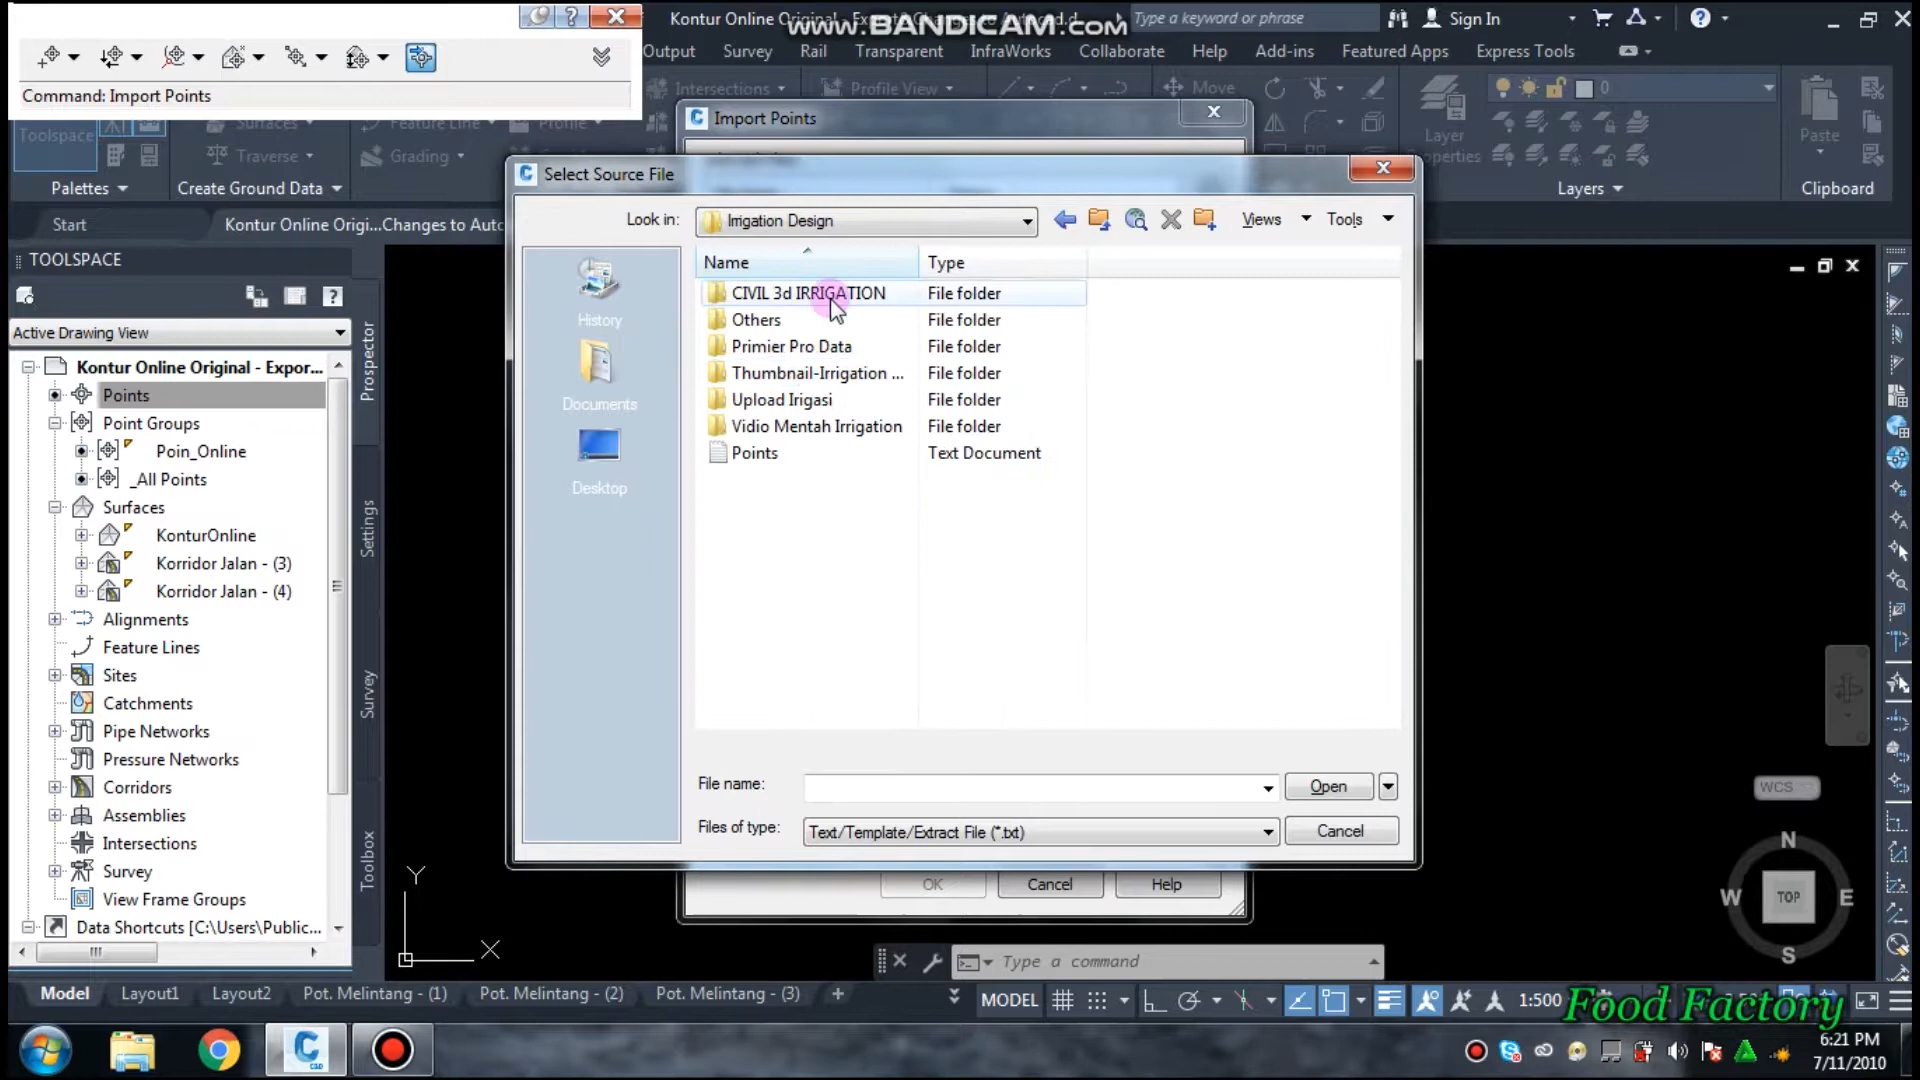 Kontur Online Original - Export
Type a keyword or phrase
Sign In
www.BANDICAM.com
Output
Survey
Rail
Transparent
InfraWorks
Collaborate
Help
Add-ins
Featured Apps
Express Tools
Command: Import Points
Intersections
Profile View
Move
0
Toolspace
Surfaces
Feature Line
Profile
Traverse
Grading
Layer
Properties
Paste
Palettes
Create Ground Data
Layers
Clipboard
Import Points
Start
Kontur Online Origi...Changes to Autoc
Select Source File
Look in:
Irrigation Design
Views
Tools
Name
Type
CIVIL 3d IRRIGATION
File folder
Others
File folder
Primier Pro Data
File folder
Thumbnail-Irrigation ...
File folder
Upload Irigasi
File folder
Vidio Mentah Irrigation
File folder
Points
Text Document
History
Documents
Desktop
File name:
Open
Files of type:
Text/Template/Extract File (*.txt)
Cancel
OK
Cancel
Help
TOOLSPACE
Active Drawing View
Kontur Online Original - Expor...
Points
Point Groups
Poin_Online
_All Points
Surfaces
KonturOnline
Korridor Jalan - (3)
Korridor Jalan - (4)
Alignments
Feature Lines
Sites
Catchments
Pipe Networks
Pressure Networks
Corridors
Assemblies
Intersections
Survey
View Frame Groups
Data Shortcuts [C:\Users\Public...
Prospector
Settings
Survey
Toolbox
Y
X
WCS
N
W
TOP
E
S
Type a command
Model
Layout1
Layout2
Pot. Melintang - (1)
Pot. Melintang - (2)
Pot. Melintang - (3)
MODEL
1:500
Food Factory
6:21 PM
7/11/2010